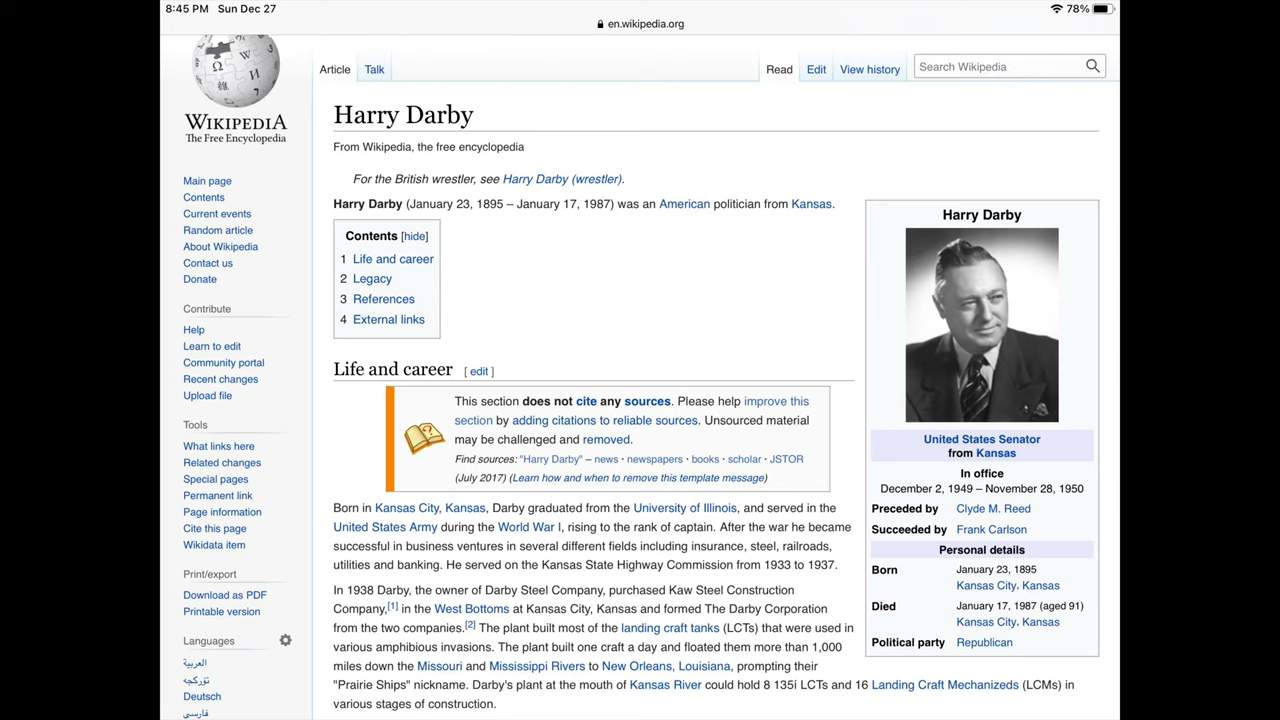 8:45 PM Sun Dec 27
78%
en.wikipedia.org
WIKIPEDIA
The Free Encyclopedia
Main page
Contents
Current events
Random article
About Wikipedia
Contact us
Donate
Contribute
Help
Learn to edit
Community portal
Recent changes
Upload file
Tools
What links here
Related changes
Special pages
Permanent link
Page information
Cite this page
Wikidata item
Print/export
Download as PDF
Printable version
Languages
العربية
تۆرکجه
Deutsch
فارسی
Article Talk
Read Edit View history Search Wikipedia
Harry Darby
From Wikipedia, the free encyclopedia
For the British wrestler, see Harry Darby (wrestler).
Harry Darby (January 23, 1895 – January 17, 1987) was an American politician from Kansas.
Contents [hide]
1 Life and career
2 Legacy
3 References
4 External links
Life and career [ edit ]
This section does not cite any sources. Please help improve this
section by adding citations to reliable sources. Unsourced material
may be challenged and removed.
Find sources: "Harry Darby" – news · newspapers · books · scholar · JSTOR
(July 2017) (Learn how and when to remove this template message)
Born in Kansas City, Kansas, Darby graduated from the University of Illinois, and served in the
United States Army during the World War I, rising to the rank of captain. After the war he became
successful in business ventures in several different fields including insurance, steel, railroads,
utilities and banking. He served on the Kansas State Highway Commission from 1933 to 1937.
In 1938 Darby, the owner of Darby Steel Company, purchased Kaw Steel Construction
Company,[1] in the West Bottoms at Kansas City, Kansas and formed The Darby Corporation
from the two companies.[2] The plant built most of the landing craft tanks (LCTs) that were used in
various amphibious invasions. The plant built one craft a day and floated them more than 1,000
miles down the Missouri and Mississippi Rivers to New Orleans, Louisiana, prompting their
"Prairie Ships" nickname. Darby's plant at the mouth of Kansas River could hold 8 135í LCTs and 16 Landing Craft Mechanizeds (LCMs) in
various stages of construction.
Harry Darby
United States Senator
from Kansas
In office
December 2, 1949 – November 28, 1950
Preceded by Clyde M. Reed
Succeeded by Frank Carlson
Personal details
Born January 23, 1895
Kansas City, Kansas
Died January 17, 1987 (aged 91)
Kansas City, Kansas
Political party Republican